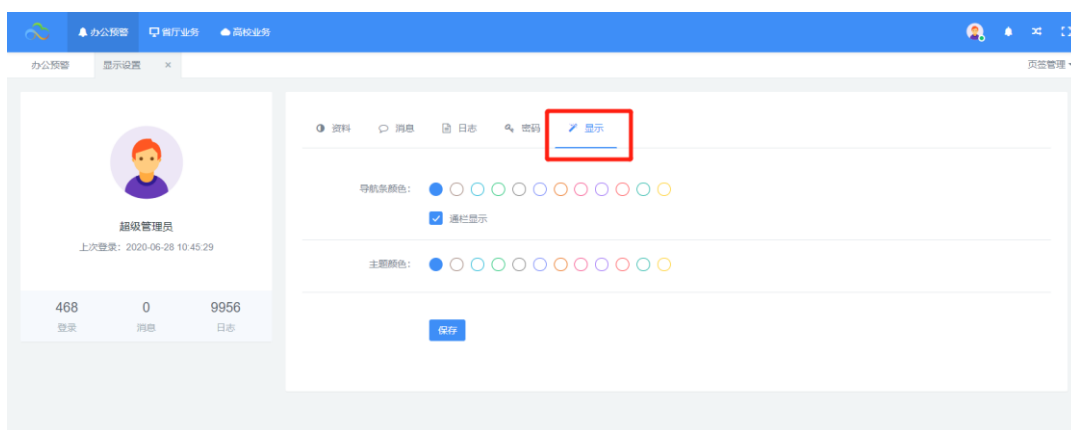 办公预警 省厅业务 高校业务
办公预警 显示设置 × 页签管理
资料 消息 日志 密码 显示
导航条颜色:
通栏显示
主题颜色:
保存
超级管理员
上次登录: 2020-06-28 10:45:29
468 0 9956
登录 消息 日志